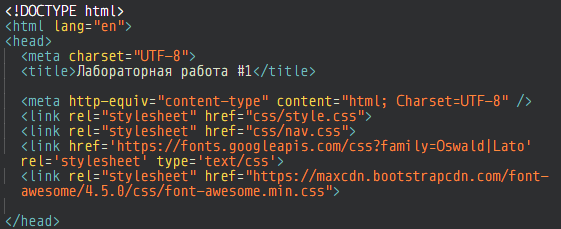 <!DOCTYPE html>
<html lang="en">
<head>
<meta charset="UTF-8">
<title>Лабораторная работа #1</title>
<meta http-equiv="content-type" content="html; Charset=UTF-8" />
<link rel="stylesheet" href="css/style.css">
<link rel="stylesheet" href="css/nav.css">
<link href='https://fonts.googleapis.com/css?family=Oswald|Lato'
rel='stylesheet' type='text/css'>
<link rel="stylesheet" href="https://maxcdn.bootstrapcdn.com/font-
awesome/4.5.0/css/font-awesome.min.css">
</head>